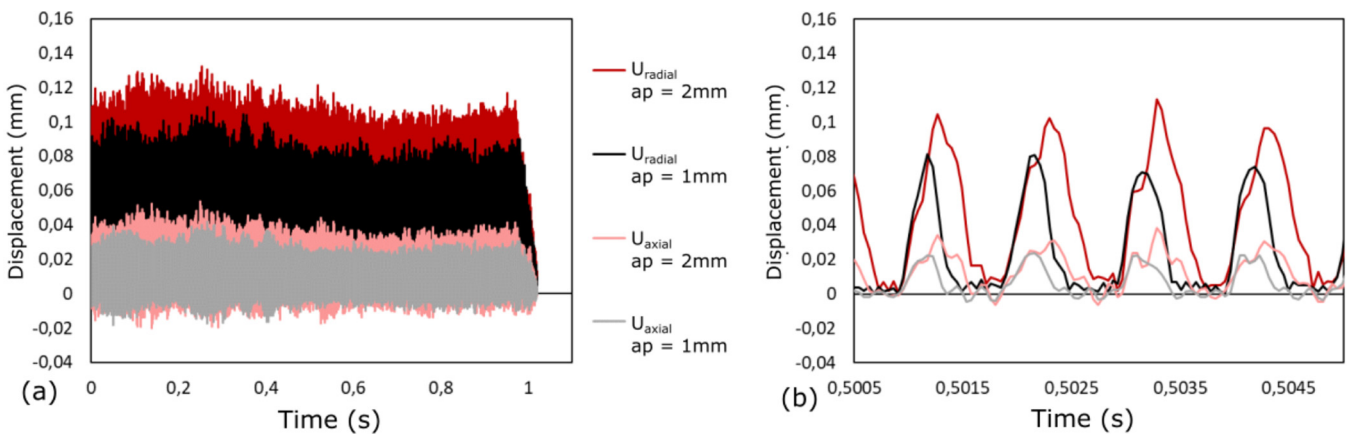 0,16
0,14
0,12
0,1
0,08
0,06
0,04
0,02
0
-0,02
-0,04
Displacement (mm)
0
0,2
0,4
0,6
0,8
1
Time (s)
(a)
Uradial
ap = 2mm
Uradial
ap = 1mm
Uaxial
ap = 2mm
Uaxial
ap = 1mm
0,16
0,14
0,12
0,1
0,08
0,06
0,04
0,02
0
-0,02
-0,04
Displacement (mm)
0,5005
0,5015
0,5025
0,5035
0,5045
Time (s)
(b)